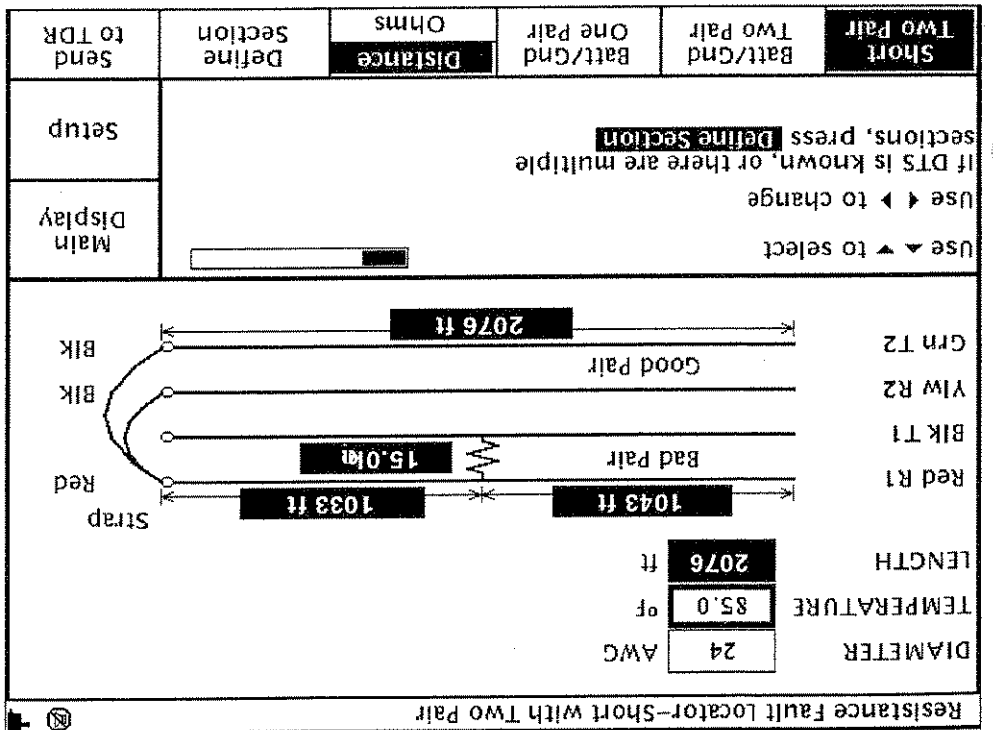 Resistance Fault Locator–Short with Two Pair
DIAMETER 24 AWG
TEMPERATURE 85.0 °F
LENGTH 2076 ft
Strap
1043 ft 1033 ft
Red R1 Red
Bad Pair 15.0kΩ
Blk T1
Ylw R2 Blk
Good Pair
Grn T2 Blk
2076 ft
Use ▲ ▼ to select
Use ◀ ▶ to change
If DTS is known, or there are multiple
sections, press Define Section
Main
Display
Setup
Short
Two Pair
Batt/Gnd
Two Pair
Batt/Gnd
One Pair
Distance
Ohms
Define
Section
Send
to TDR